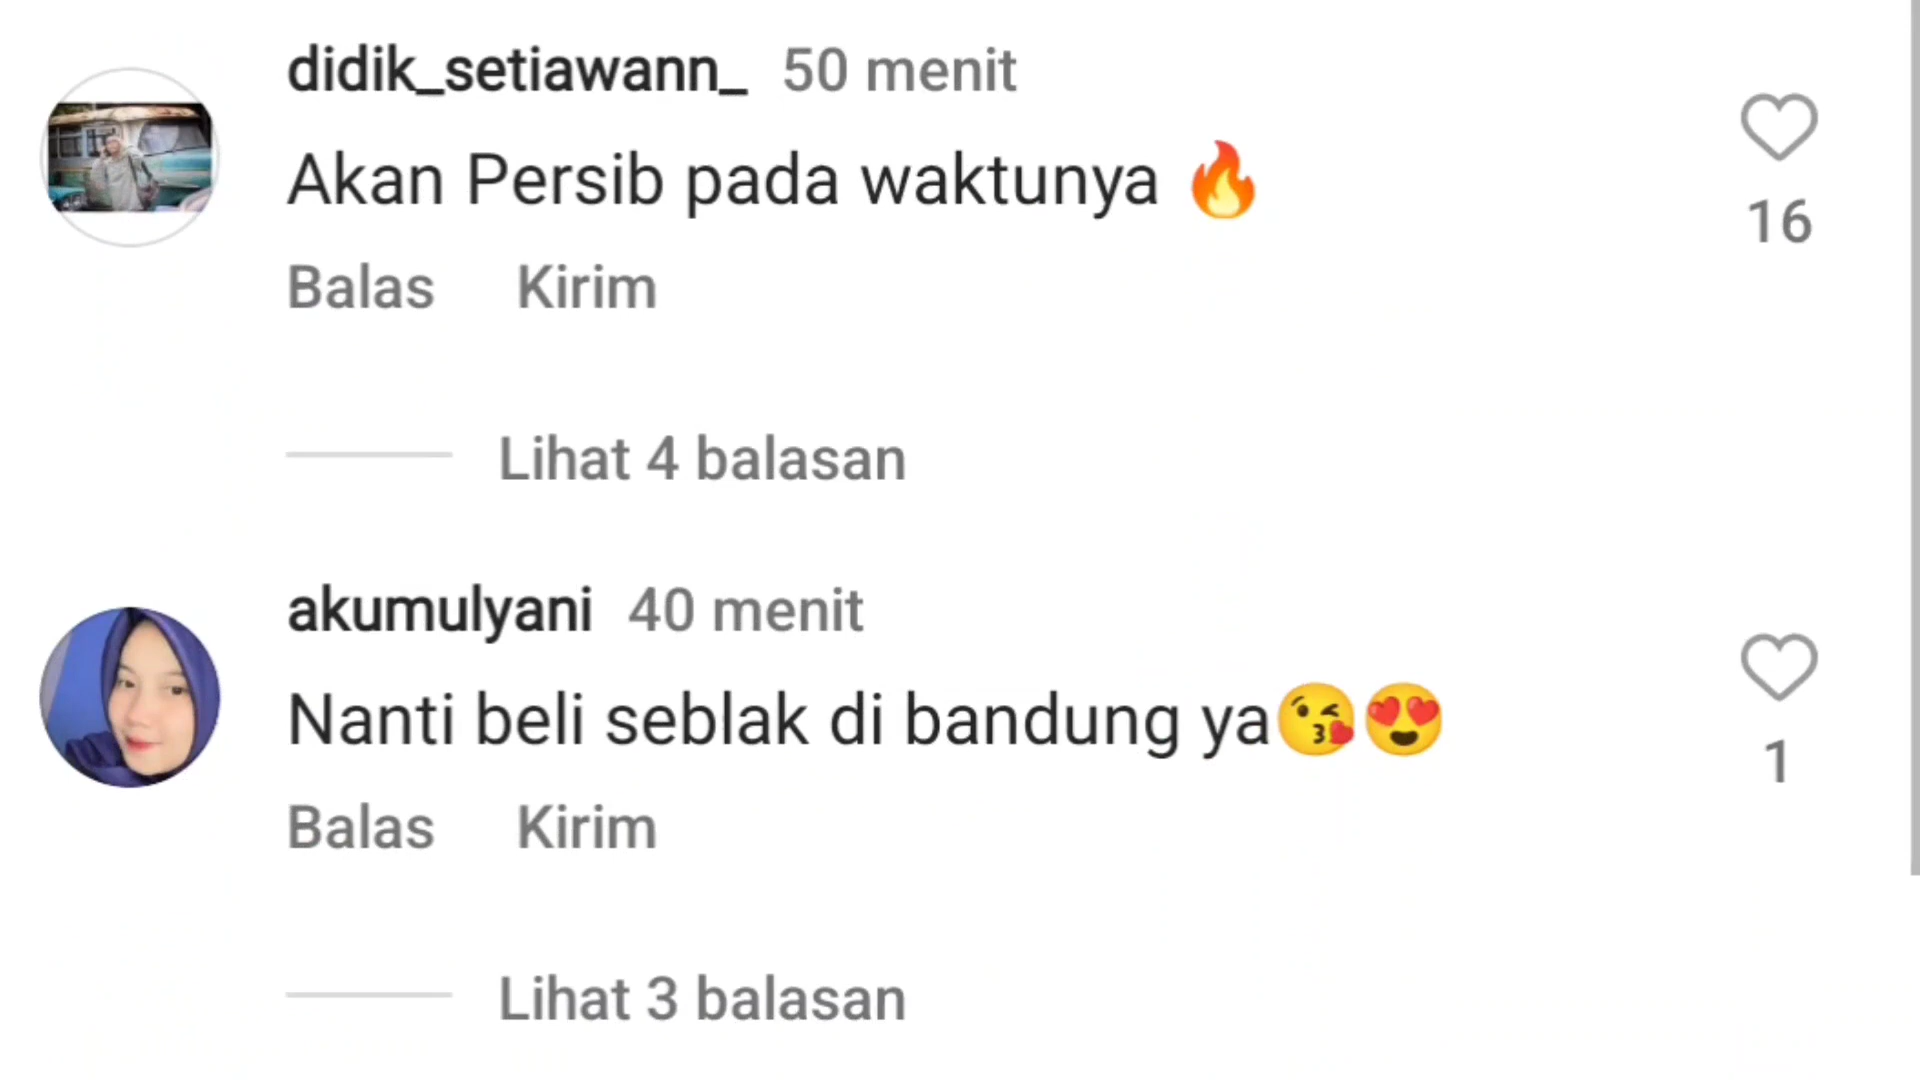 didik_setiawann_ 50 menit
Akan Persib pada waktunya 🔥
16
Balas Kirim
Lihat 4 balasan
akumulyani 40 menit
Nanti beli seblak di bandung ya😘😍
1
Balas Kirim
Lihat 3 balasan